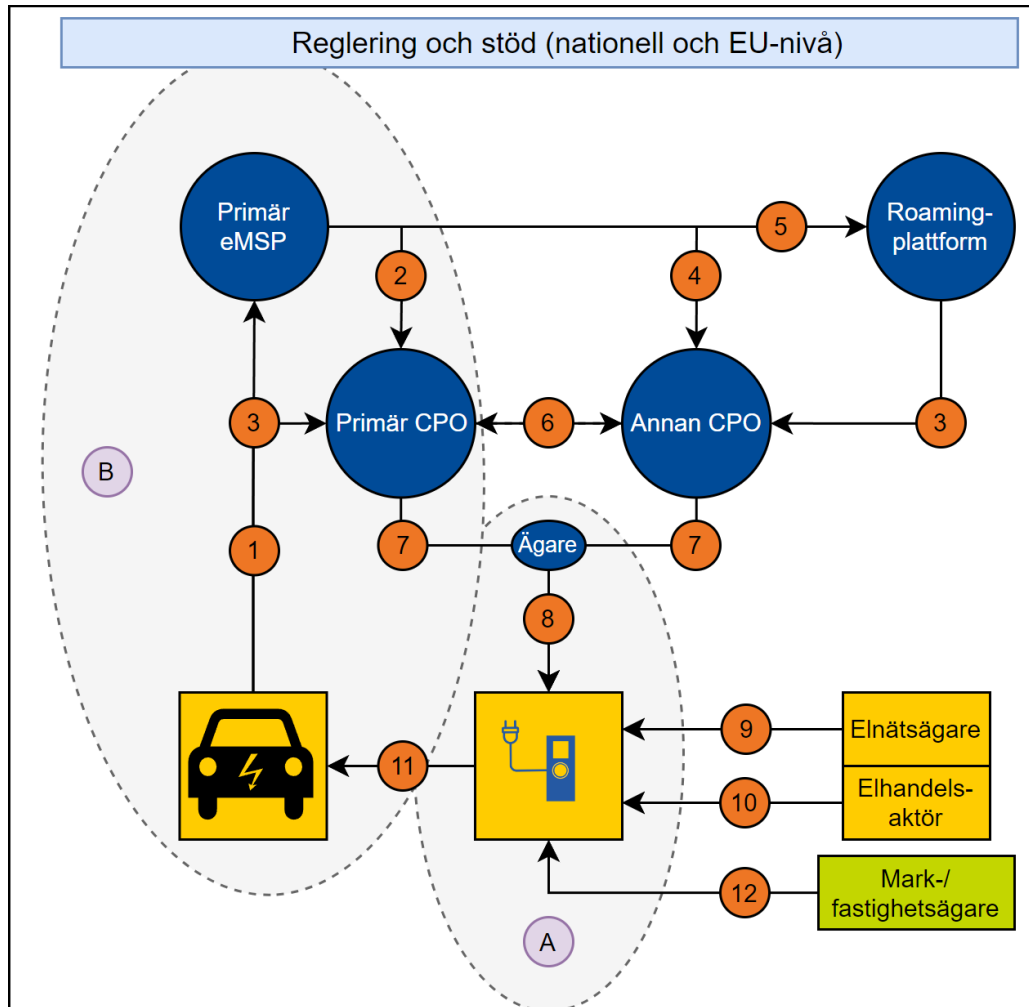 Reglering och stöd (nationell och EU-nivå)
Primär
eMSP
5
Roaming-
plattform
2
4
3
Primär CPO
6
Annan CPO
3
B
1
7
Ägare
7
8
9
Elnätsägare
11
10
Elhandels-
aktör
12
Mark-/
fastighetsägare
A